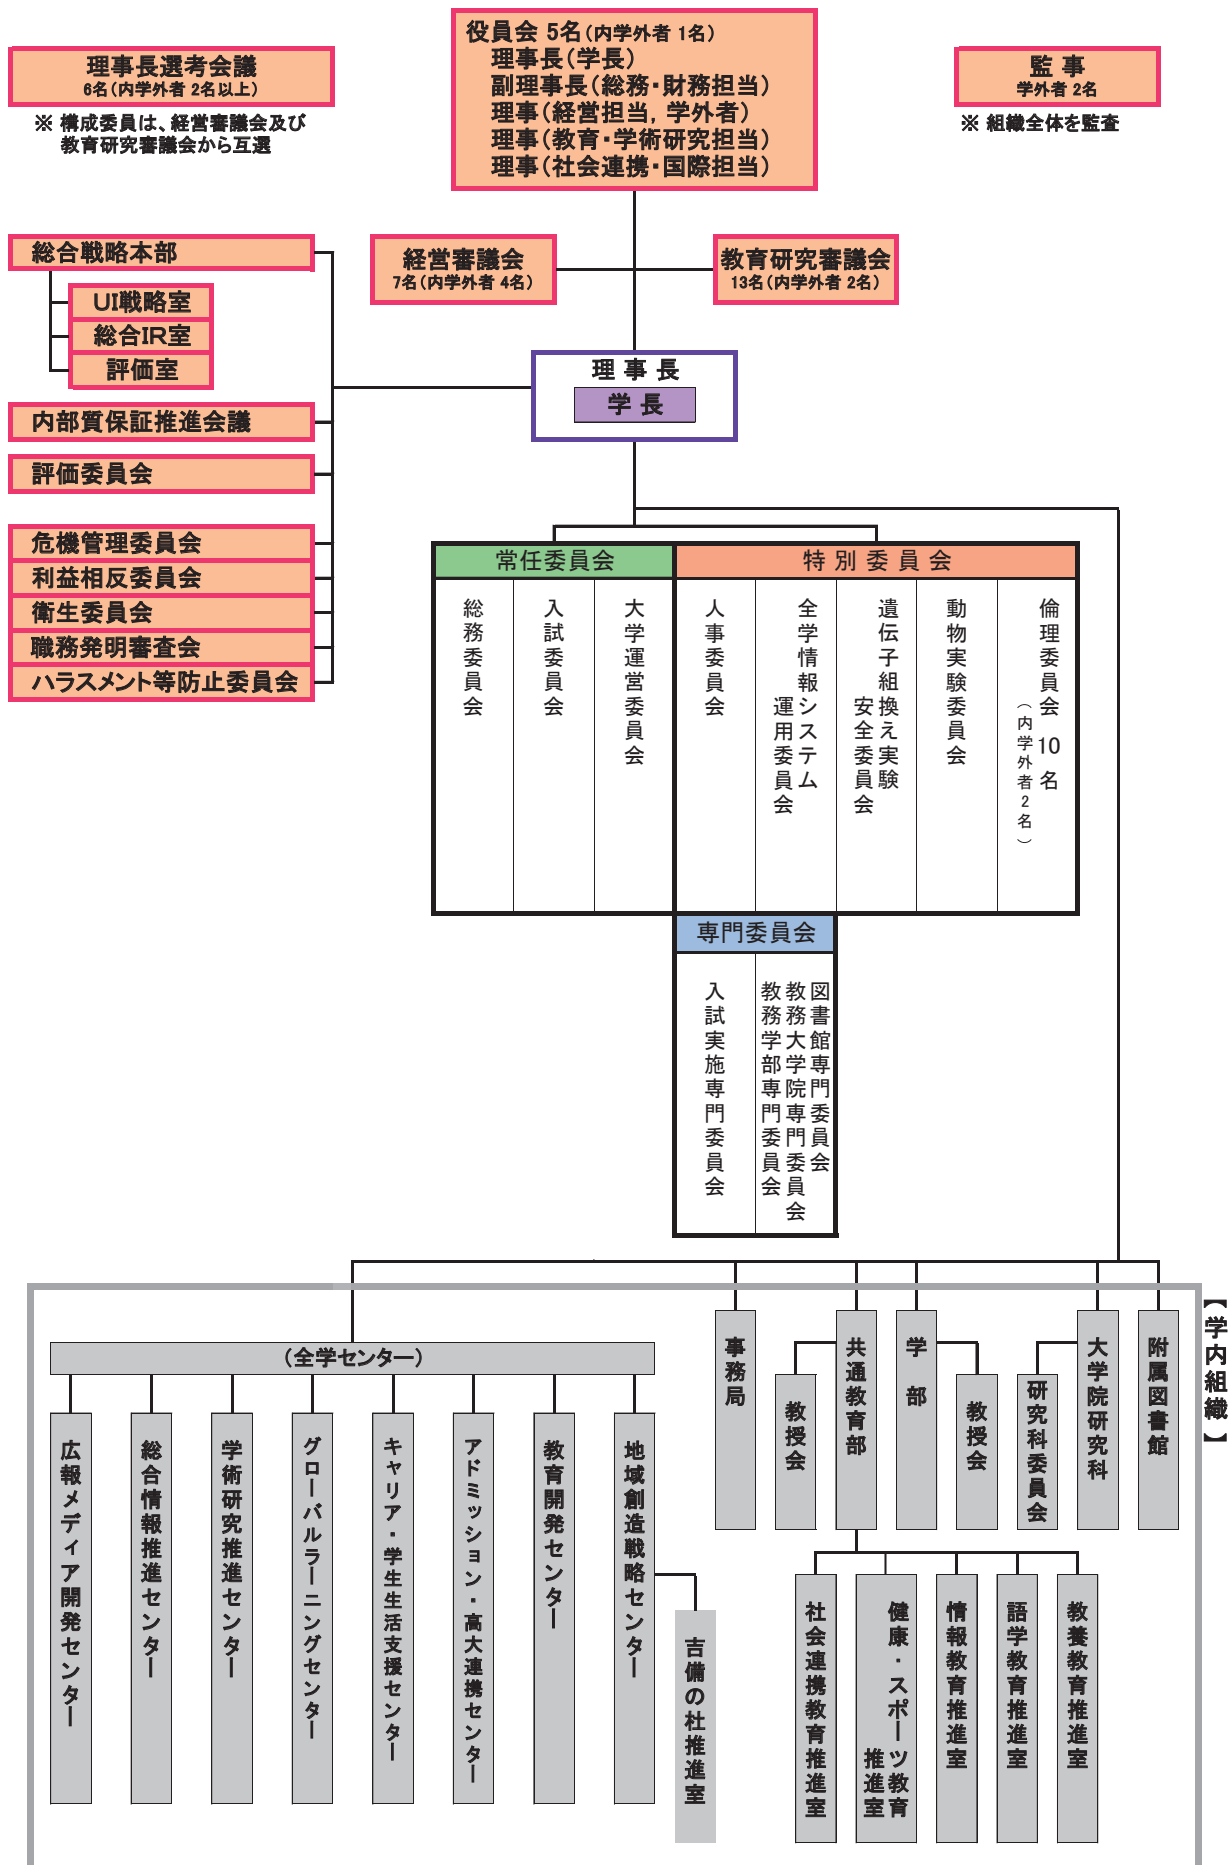 役員会 5名(内学外者 1名)
理事長(学長)
副理事長(総務・財務担当)
理事(経営担当, 学外者)
理事(教育・学術研究担当)
理事(社会連携・国際担当)
理事長選考会議
6名(内学外者 2名以上)
※ 構成委員は、経営審議会及び
教育研究審議会から互選
監 事
学外者 2名
※ 組織全体を監査
経営審議会
7名(内学外者 4名)
教育研究審議会
13名(内学外者 2名)
総合戦略本部
UI戦略室
総合IR室
評価室
内部質保証推進会議
評価委員会
危機管理委員会
利益相反委員会
衛生委員会
職務発明審査会
ハラスメント等防止委員会
理 事 長
学 長
常任委員会
総務委員会
入試委員会
大学運営委員会
特 別 委 員 会
人事委員会
全学情報システム
運用委員会
遺伝子組換え実験
安全委員会
動物実験委員会
倫理委員会 10名
(内学外者2名)
専門委員会
入試実施専門委員会
図書館専門委員会
教務大学院専門委員会
教務学部専門委員会
【学内組織】
(全学センター)
広報メディア開発センター
総合情報推進センター
学術研究推進センター
グローバルラーニングセンター
キャリア・学生生活支援センター
アドミッション・高大連携センター
教育開発センター
地域創造戦略センター
吉備の杜推進室
事務局
教授会
共通教育部
学 部
教授会
研究科委員会
大学院研究科
附属図書館
社会連携教育推進室
健康・スポーツ教育
推進室
情報教育推進室
語学教育推進室
教養教育推進室